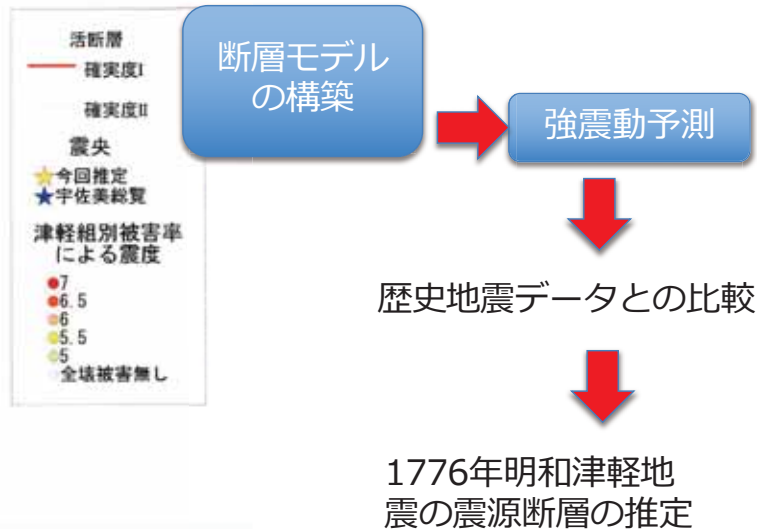 活断層
確実度I
確実度II
震央
今回推定
宇佐美総覧
津軽組別被害率
による震度
7
6.5
6
5.5
5
全壊被害無し
断層モデル
の構築
強震動予測
歴史地震データとの比較
1776年明和津軽地
震の震源断層の推定